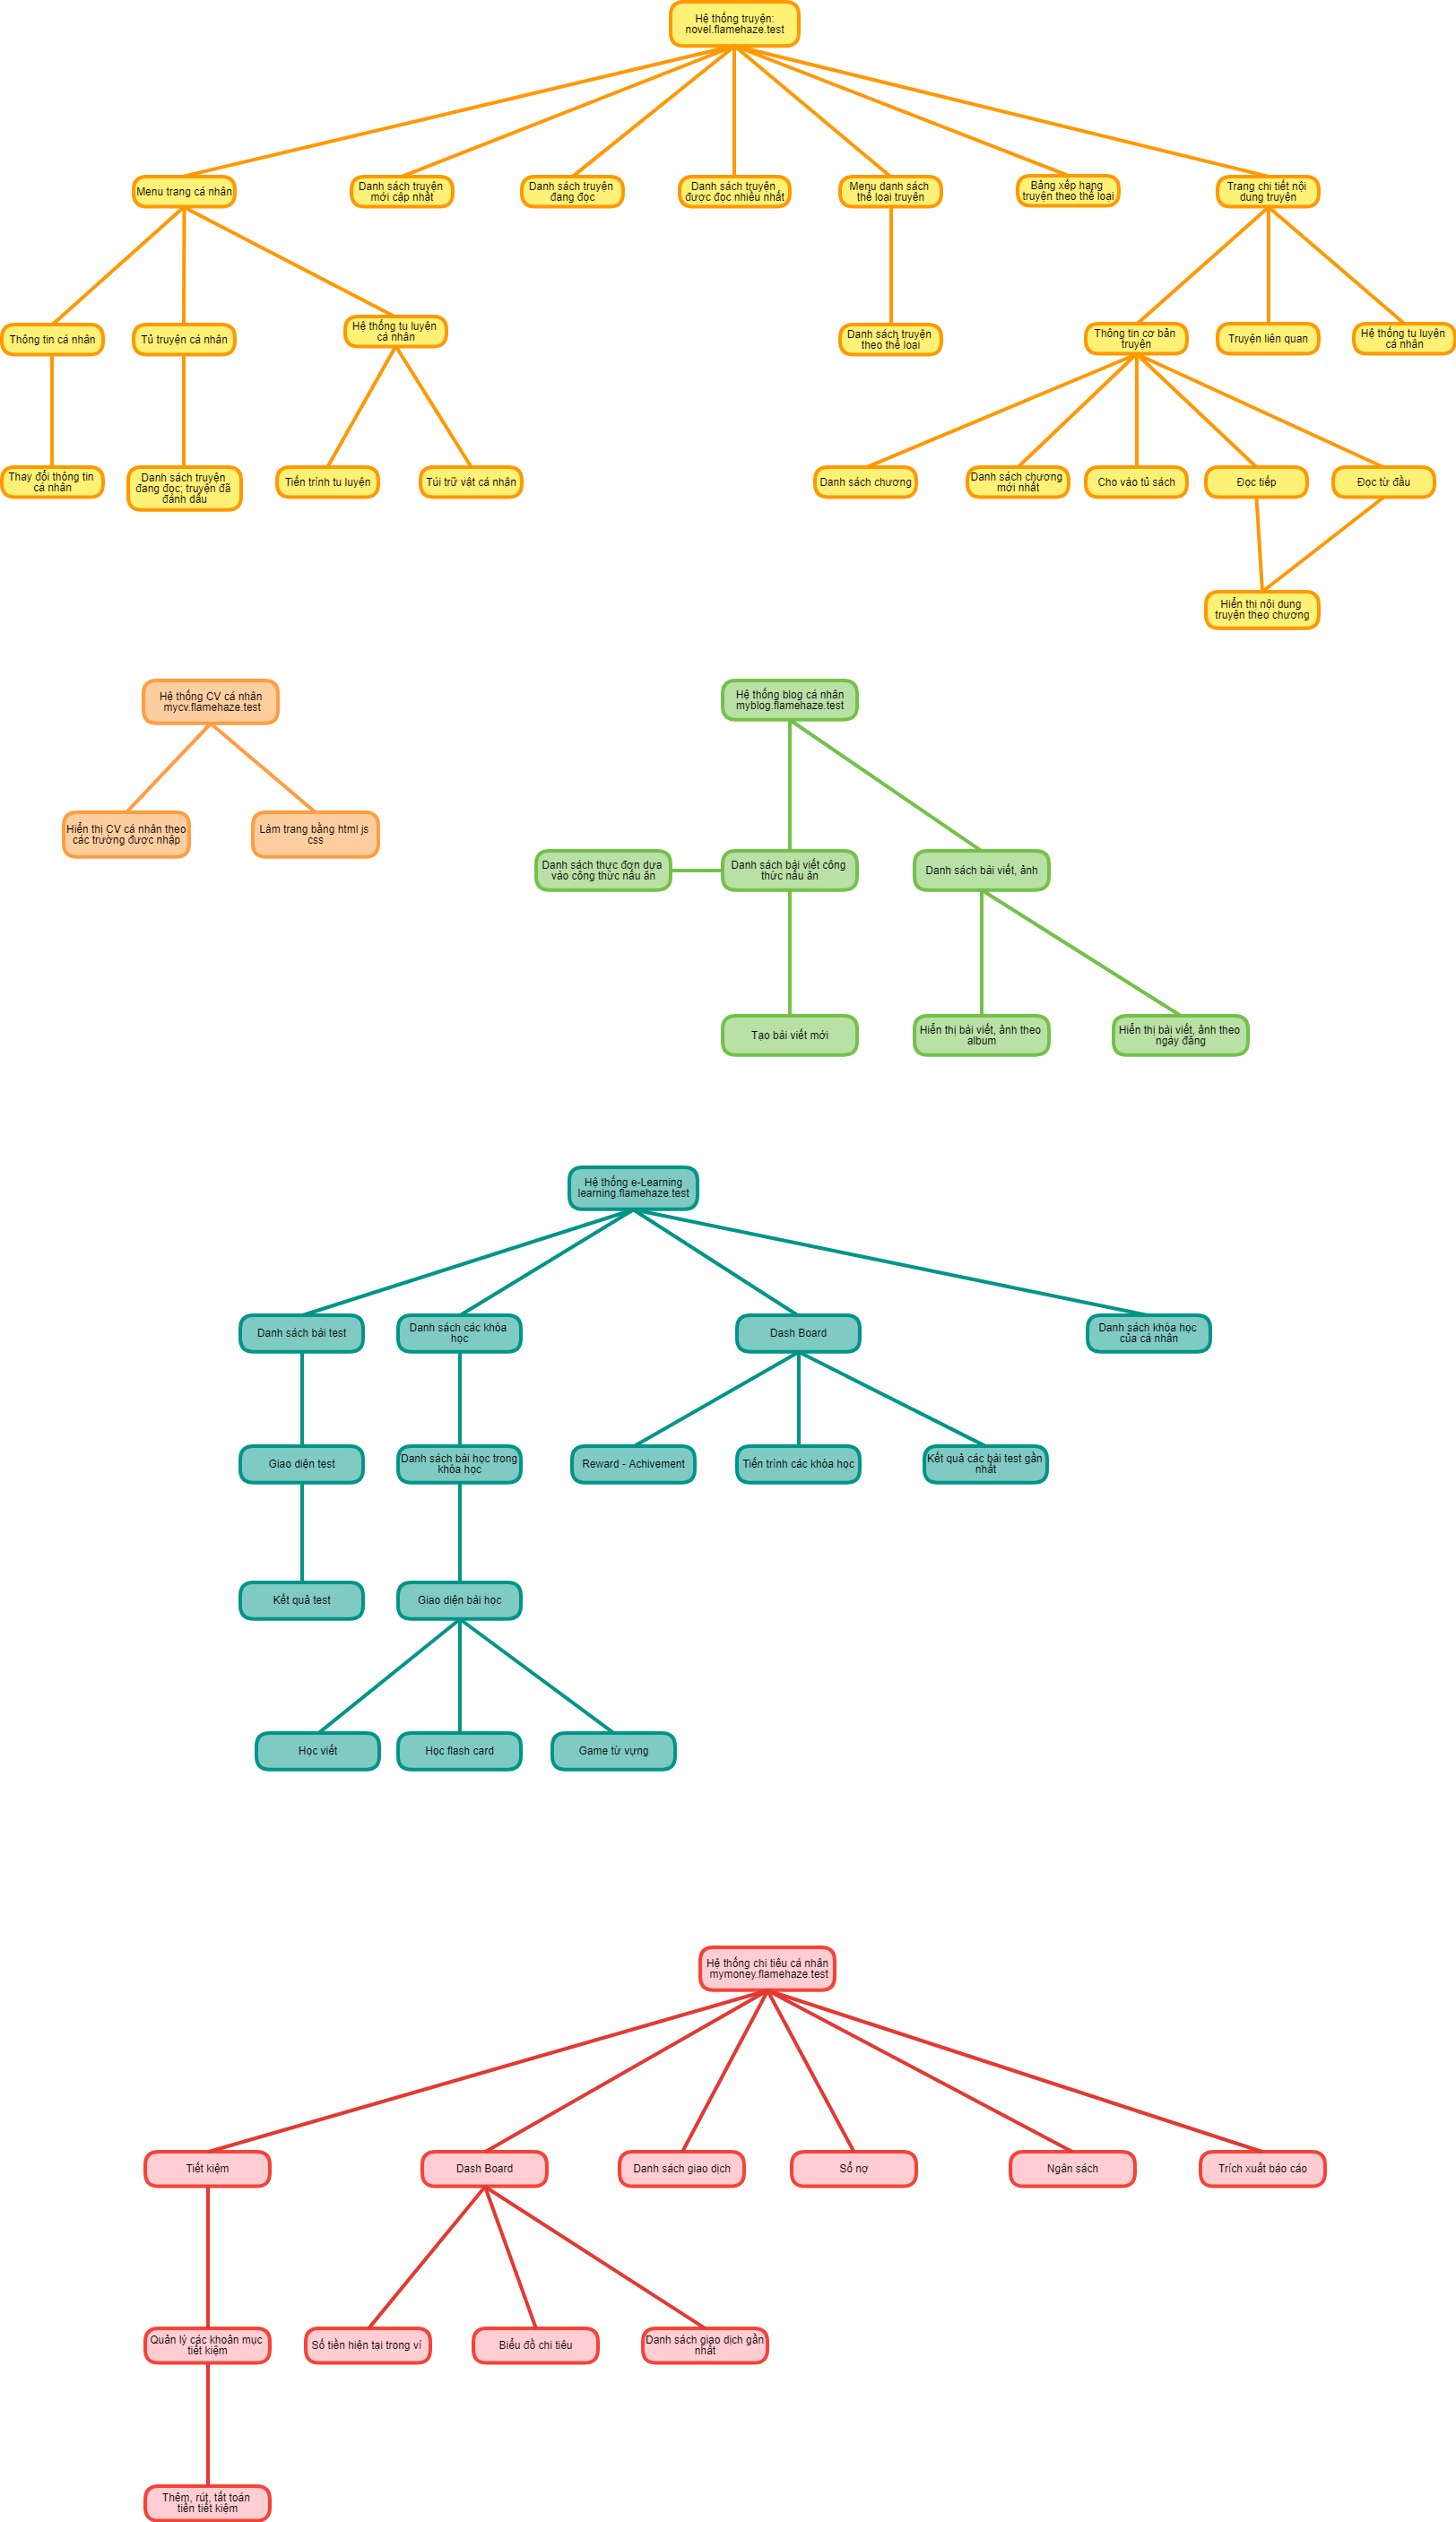 Hệ thống truyện:
novel.flamehaze.test
Menu trang cá nhân
Danh sách truyện
mới cập nhật
Danh sách truyện
đang đọc
Danh sách truyện
được đọc nhiều nhất
Menu danh sách
thể loại truyện
Bảng xếp hạng
truyện theo thể loại
Trang chi tiết nội
dung truyện
Thông tin cá nhân
Tủ truyện cá nhân
Hệ thống tu luyện
cá nhân
Danh sách truyện
theo thể loại
Thông tin cơ bản
truyện
Truyện liên quan
Hệ thống tu luyện
cá nhân
Thay đổi thông tin
cá nhân
Danh sách truyện
đang đọc; truyện đã
đánh dấu
Tiến trình tu luyện
Túi trữ vật cá nhân
Danh sách chương
Danh sách chương
mới nhất
Cho vào tủ sách
Đọc tiếp
Đọc từ đầu
Hiển thị nội dung
truyện theo chương
Hệ thống CV cá nhân
mycv.flamehaze.test
Hiển thị CV cá nhân theo
các trường được nhập
Làm trang bằng html js
css
Hệ thống blog cá nhân
myblog.flamehaze.test
Danh sách thực đơn dựa
vào công thức nấu ăn
Danh sách bài viết công
thức nấu ăn
Danh sách bài viết, ảnh
Tạo bài viết mới
Hiển thị bài viết, ảnh theo
album
Hiển thị bài viết, ảnh theo
ngày đăng
Hệ thống e-Learning
learning.flamehaze.test
Danh sách bài test
Danh sách các khóa
học
Dash Board
Danh sách khóa học
của cá nhân
Giao diện test
Danh sách bài học trong
khóa học
Reward - Achivement
Tiến trình các khóa học
Kết quả các bài test gần
nhất
Kết quả test
Giao diện bài học
Học viết
Học flash card
Game từ vựng
Hệ thống chi tiêu cá nhân
mymoney.flamehaze.test
Tiết kiệm
Dash Board
Danh sách giao dịch
Sổ nợ
Ngân sách
Trích xuất báo cáo
Quản lý các khoản mục
tiết kiệm
Số tiền hiện tại trong ví
Biểu đồ chi tiêu
Danh sách giao dịch gần
nhất
Thêm, rút, tất toán
tiền tiết kiệm